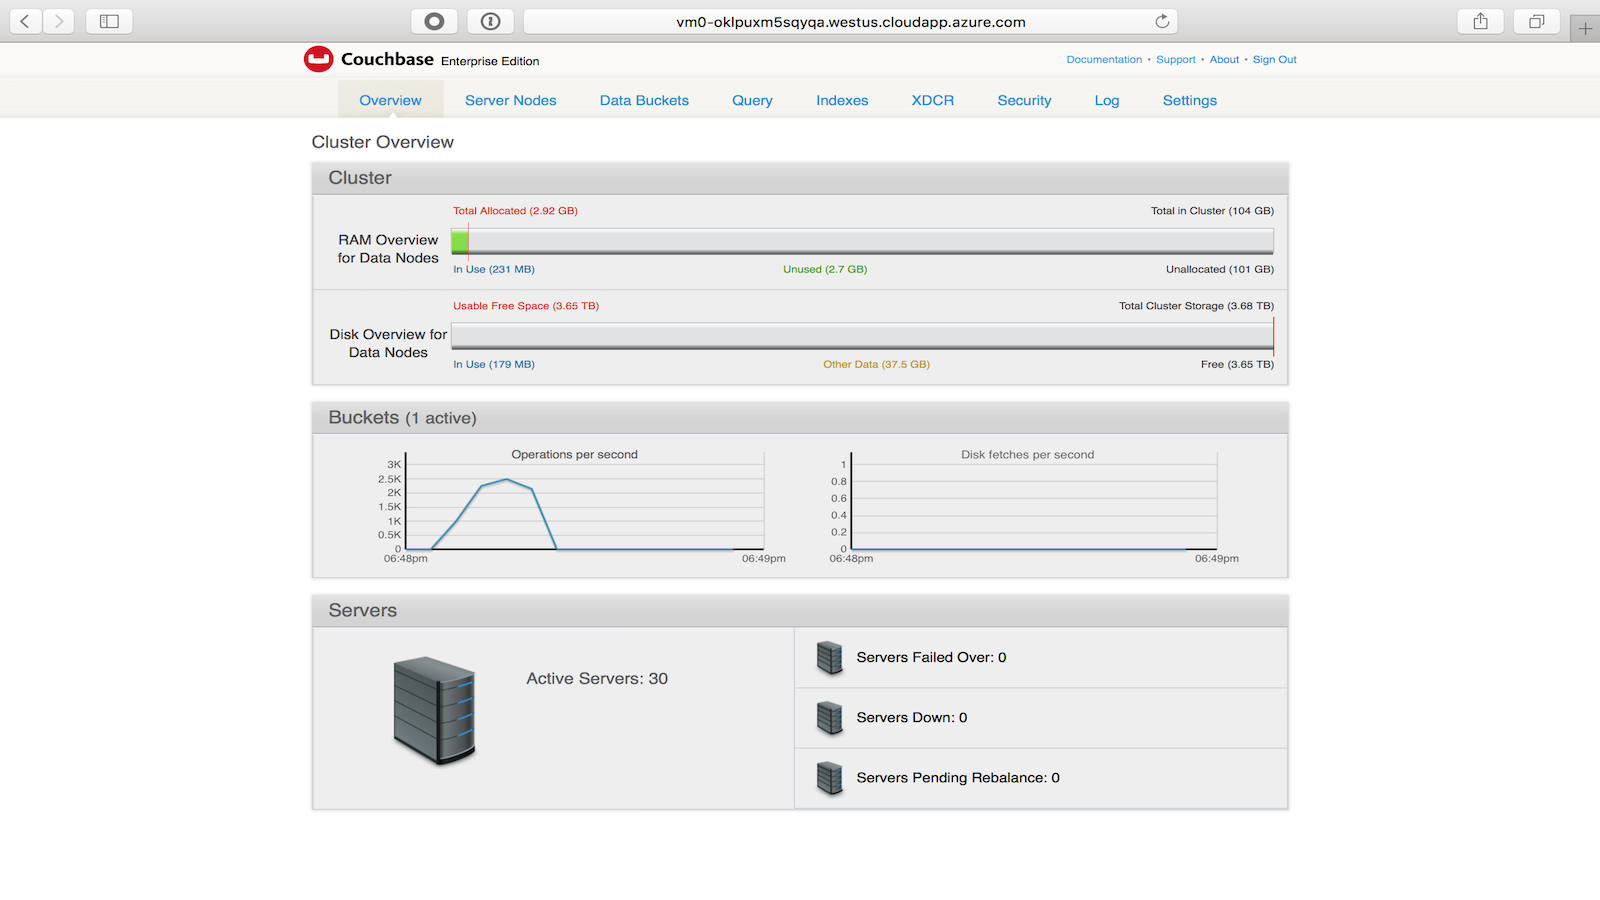 vm0-oklpuxm5sqyqa.westus.cloudapp.azure.com
Couchbase Enterprise Edition
Documentation • Support • About • Sign Out
Overview Server Nodes Data Buckets Query Indexes XDCR Security Log Settings
Cluster Overview
Cluster
Total Allocated (2.92 GB) Total in Cluster (104 GB)
RAM Overview
for Data Nodes
In Use (231 MB) Unused (2.7 GB) Unallocated (101 GB)
Usable Free Space (3.65 TB) Total Cluster Storage (3.68 TB)
Disk Overview for
Data Nodes
In Use (179 MB) Other Data (37.5 GB) Free (3.65 TB)
Buckets (1 active)
Operations per second
3K
2.5K
2K
1.5K
1K
0.5K
0
06:48pm 06:49pm
Disk fetches per second
1
0.8
0.6
0.4
0.2
0
06:48pm 06:49pm
Servers
Active Servers: 30
Servers Failed Over: 0
Servers Down: 0
Servers Pending Rebalance: 0